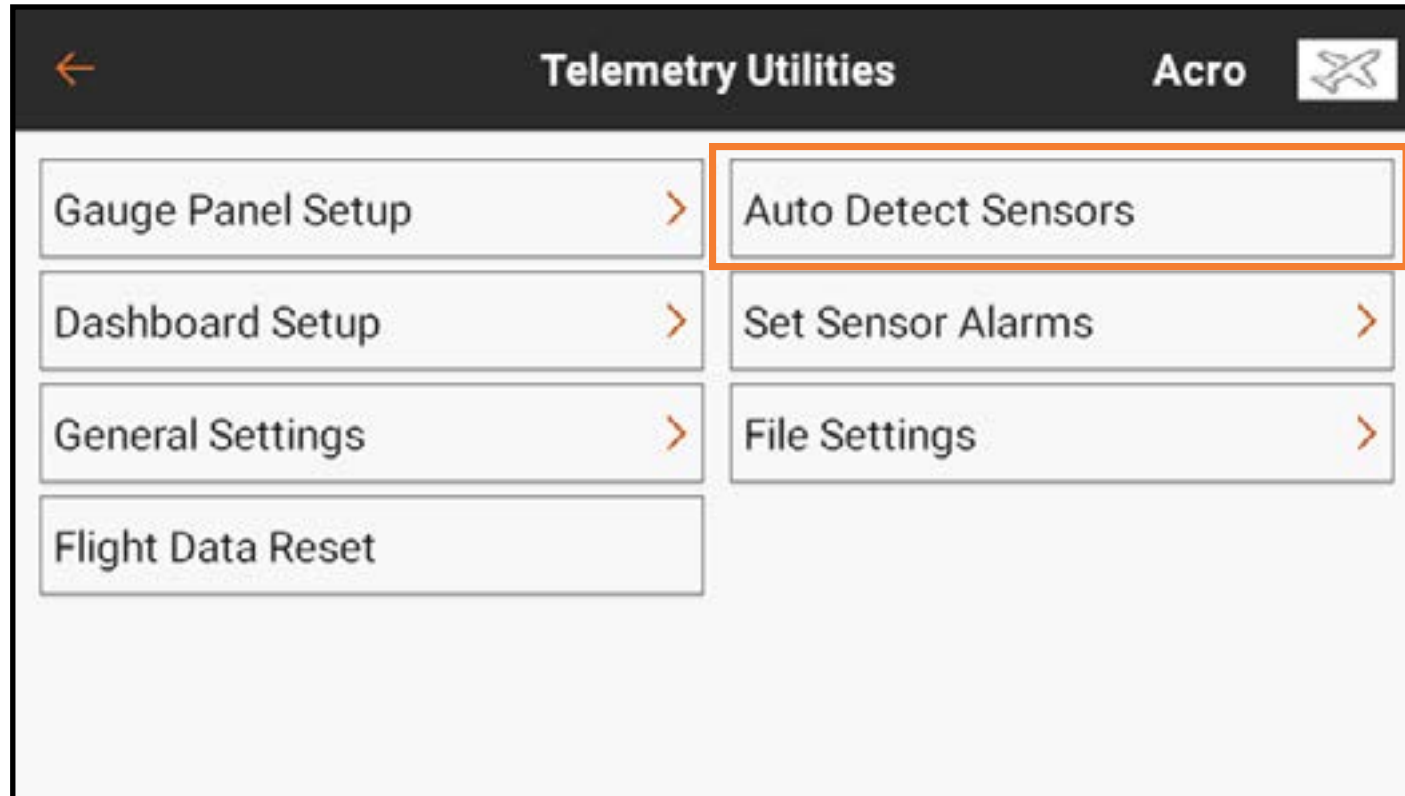 Telemetry Utilities
Acro
Gauge Panel Setup
Auto Detect Sensors
Dashboard Setup
Set Sensor Alarms
General Settings
File Settings
Flight Data Reset